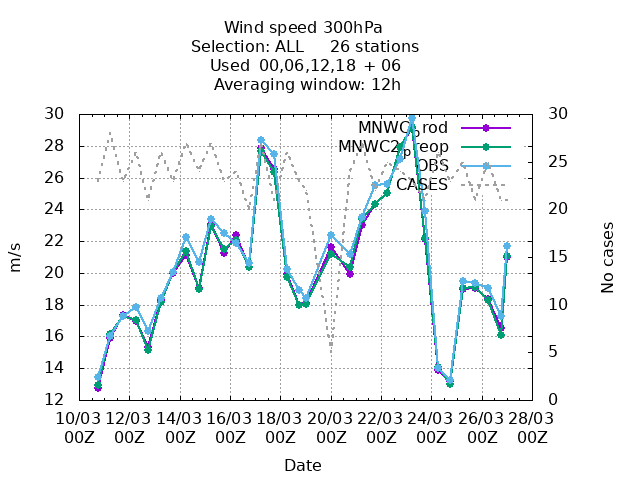 Wind speed 300hPa
Selection: ALL 26 stations
Used 00,06,12,18 + 06
Averaging window: 12h
30 30
28
26 25
24
22 20
20 15
18 10
16
14 5
12 0
m/s
No cases
MNWC_prod
MNWC2_preop
OBS
CASES
10/03 12/03 14/03 16/03 18/03 20/03 22/03 24/03 26/03 28/03
00Z 00Z 00Z 00Z 00Z 00Z 00Z 00Z 00Z 00Z
Date